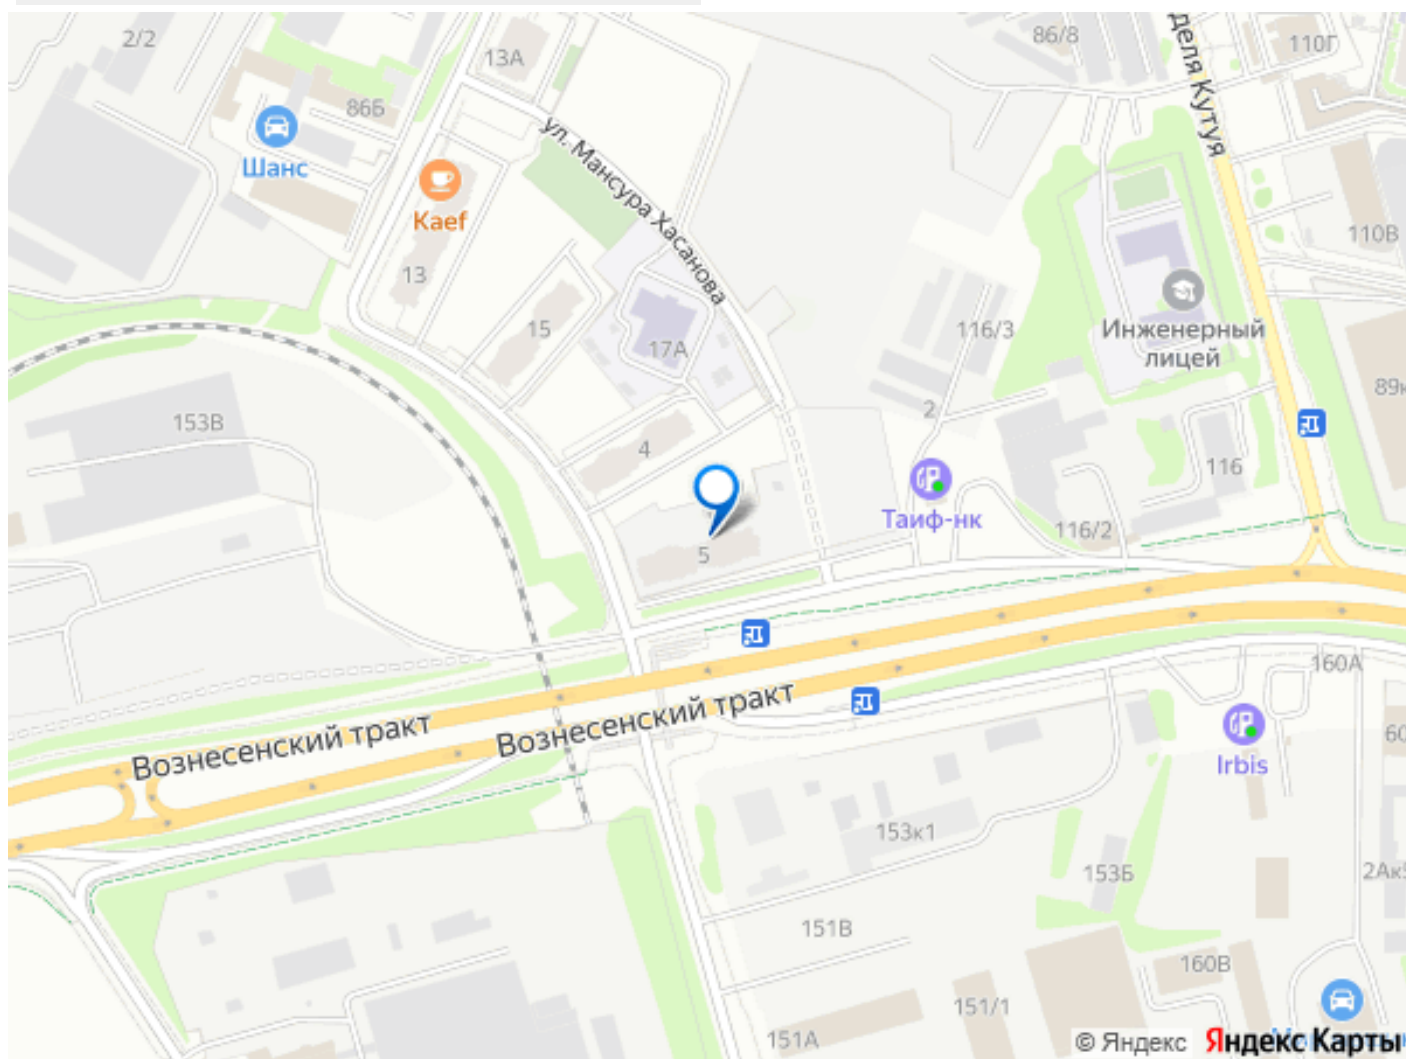 2/2
13А
86/8
110Г
деля Кутуя
86Б
Шанс
ул. Мансура Хасанова
Kaef
110В
13
15
116/3
Инженерный
лицей
17А
89к
153В
2
4
116
Таиф-нк
116/2
5
160А
Вознесенский тракт
Вознесенский тракт
60
Irbis
153к1
153Б
2Ак
151В
160В
151/1
151А
© Яндекс
Яндекс Карты